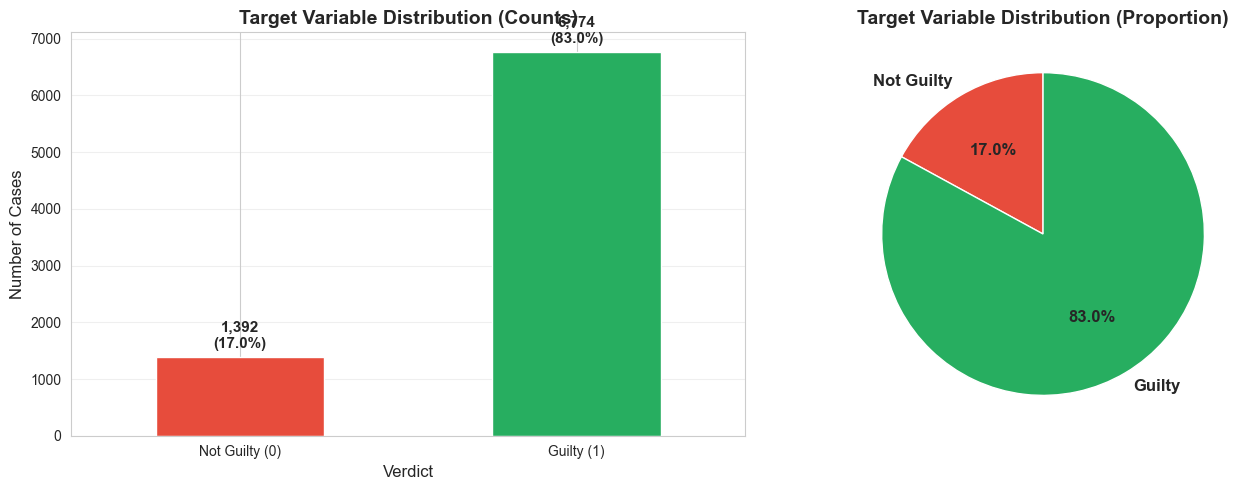 Target Variable Distribution (Counts)
6,774
(83.0%)
7000
6000
5000
4000
3000
2000
1000
0
Number of Cases
1,392
(17.0%)
Not Guilty (0)
Guilty (1)
Verdict
Target Variable Distribution (Proportion)
Not Guilty
17.0%
83.0%
Guilty